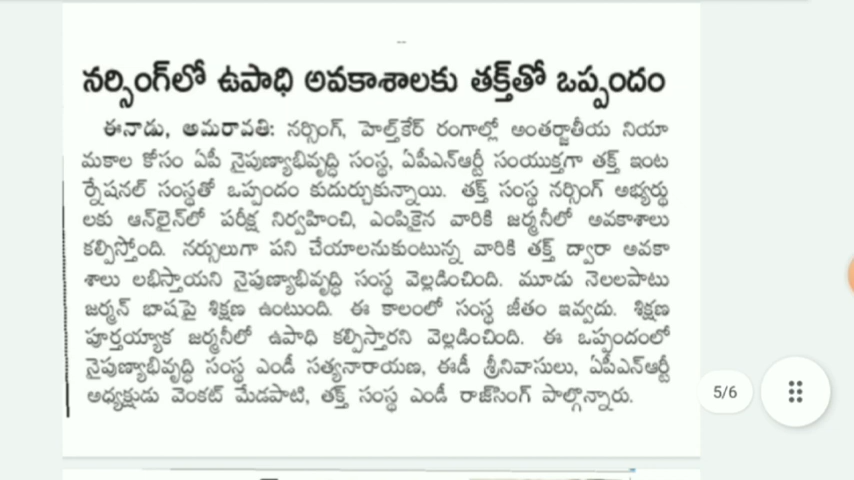 నర్సింగ్‌లో ఉపాధి అవకాశాలకు తక్ట్‌తో ఒప్పందం
ఈనాడు, అమరావతి: నర్సింగ్, హెల్త్‌కేర్ రంగాల్లో అంతర్జాతీయ నియా
మకాల కోసం ఏపీ నైపుణ్యాభివృద్ధి సంస్థ, ఏపీఎన్ఆర్టీ సంయుక్తగా తక్ట్ ఇంట
ర్నేషనల్ సంస్థతో ఒప్పందం కుదుర్చుకున్నాయి. తక్ట్ సంస్థ నర్సింగ్ అభ్యర్థు
లకు ఆన్‌లైన్‌లో పరీక్ష నిర్వహించి, ఎంపికైన వారికి జర్మనీలో అవకాశాలు
కల్పిస్తోంది. నర్సులుగా పని చేయాలనుకుంటున్న వారికి తక్ట్ ద్వారా అవకా
శాలు లభిస్తాయని నైపుణ్యాభివృద్ధి సంస్థ వెల్లడించింది. మూడు నెలలపాటు
జర్మన్ బాషపై శిక్షణ ఉంటుంది. ఈ కాలంలో సంస్థ జీతం ఇవ్వదు. శిక్షణ
పూర్తయ్యాక జర్మనీలో ఉపాధి కల్పిస్తారని వెల్లడించింది. ఈ ఒప్పందంలో
నైపుణ్యాభివృద్ధి సంస్థ ఎండీ సత్యనారాయణ, ఈడీ శ్రీనివాసులు, ఏపీఎన్ఆర్టీ
అధ్యక్షుడు వెంకట్ మేడపాటి, తక్ట్ సంస్థ ఎండీ రాజ్‌సింగ్ పాల్గొన్నారు.
5/6